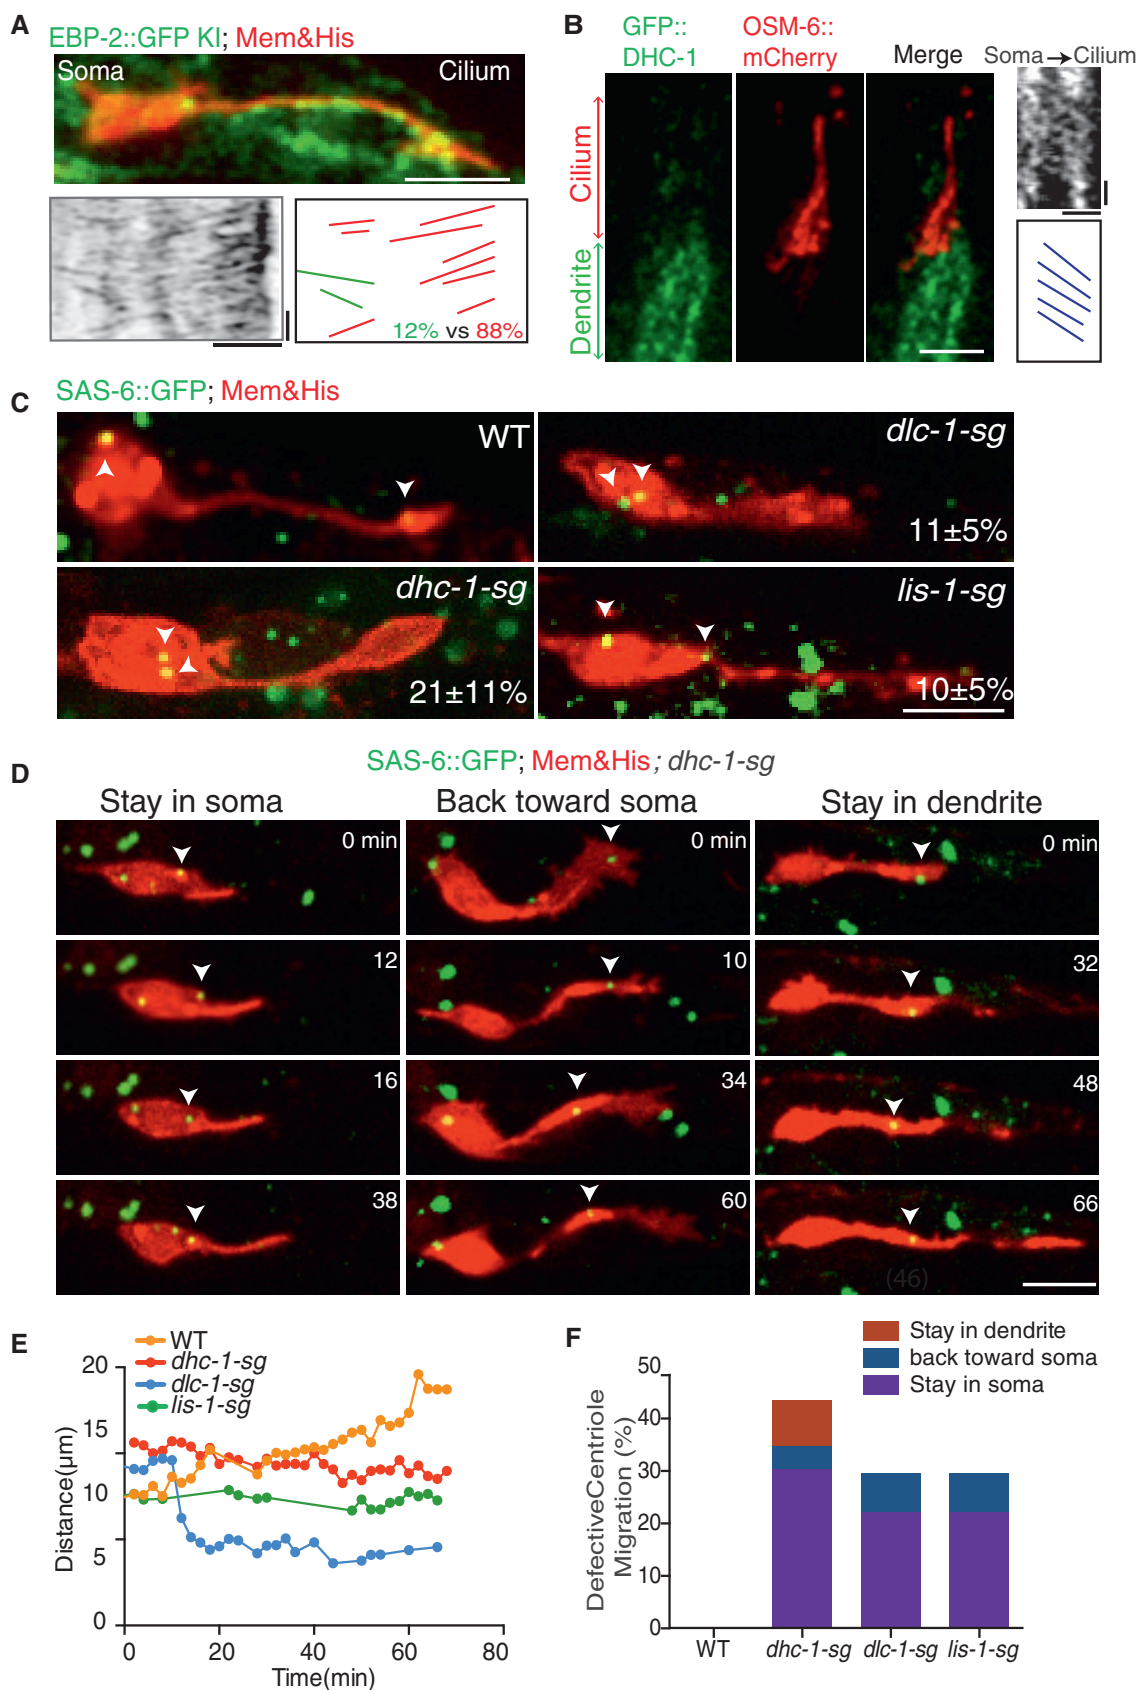 A
EBP-2::GFP KI; Mem&His
Soma
Cilium
12% vs 88%
B
GFP::
DHC-1
OSM-6::
mCherry
Merge
Soma → Cilium
Cilium
Dendrite
C
SAS-6::GFP; Mem&His
WT
dlc-1-sg
11±5%
dhc-1-sg
21±11%
lis-1-sg
10±5%
D
SAS-6::GFP; Mem&His; dhc-1-sg
Stay in soma
Back toward soma
Stay in dendrite
0 min
0 min
0 min
12
10
32
16
34
48
38
60
66
(46)
E
WT
dhc-1-sg
dlc-1-sg
lis-1-sg
Distance(μm)
20
15
10
5
0
0
20
40
60
80
Time(min)
F
Stay in dendrite
back toward soma
Stay in soma
DefectiveCentriole
Migration (%)
50
40
30
20
10
0
WT
dhc-1-sg
dlc-1-sg
lis-1-sg